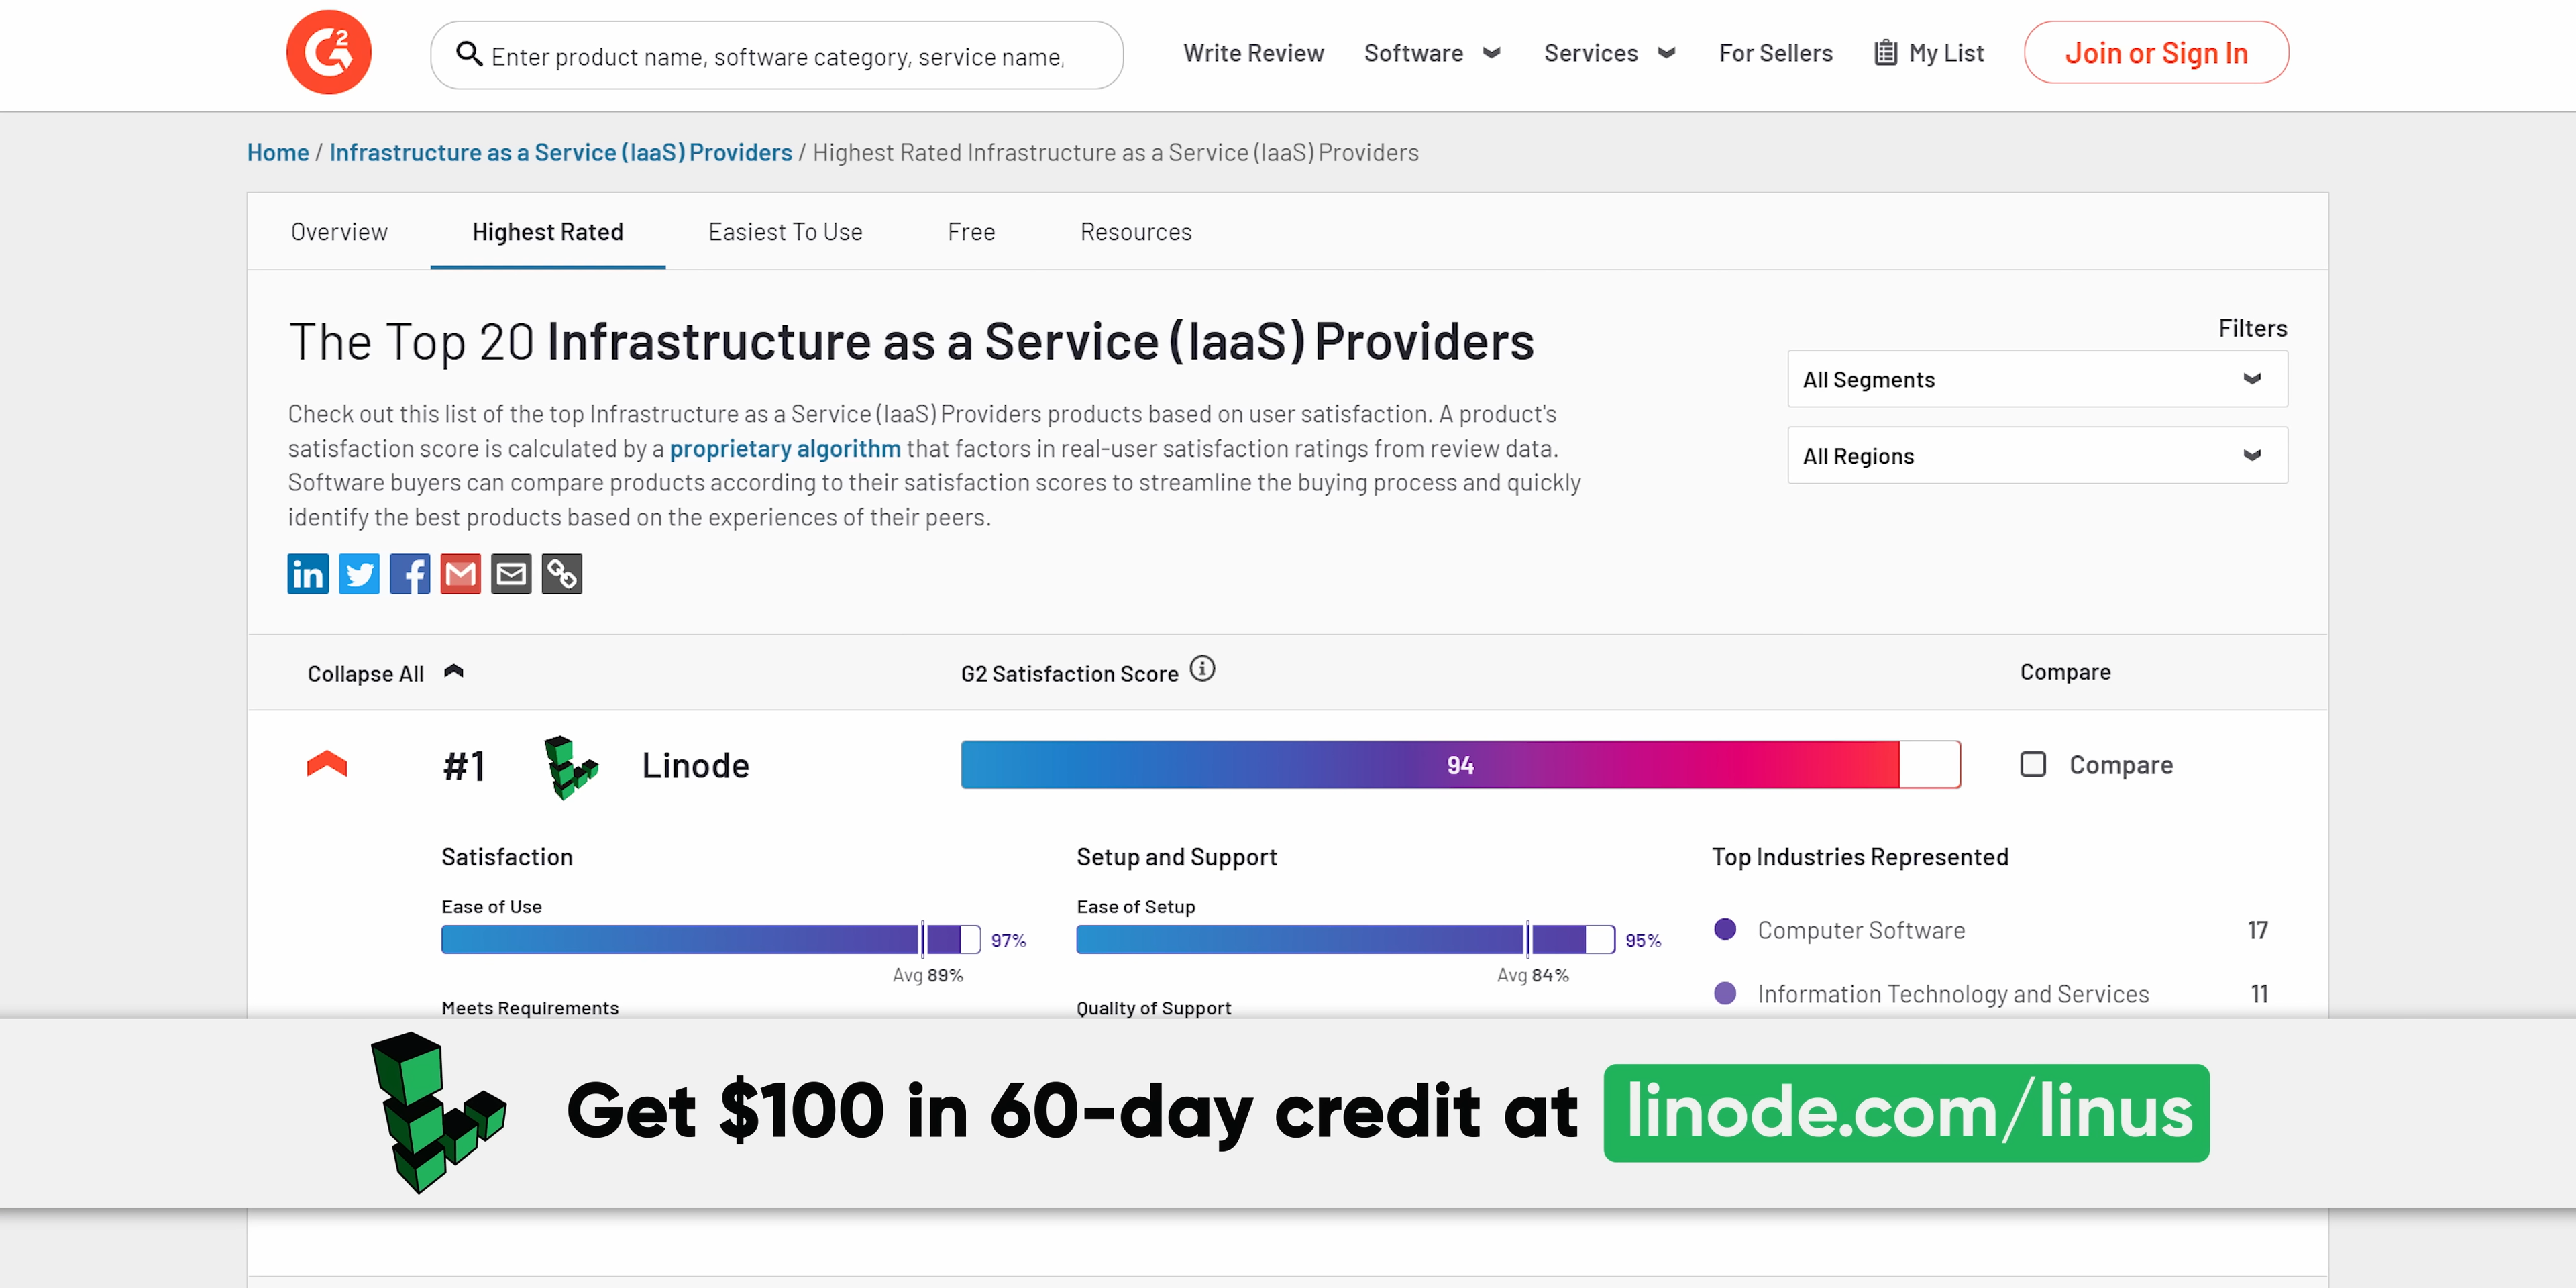 G2
Enter product name, software category, service name,
Write Review
Software
Services
For Sellers
My List
Join or Sign In
Home / Infrastructure as a Service (IaaS) Providers / Highest Rated Infrastructure as a Service (IaaS) Providers
Overview
Highest Rated
Easiest To Use
Free
Resources
The Top 20 Infrastructure as a Service (IaaS) Providers
Check out this list of the top Infrastructure as a Service (IaaS) Providers products based on user satisfaction. A product's
satisfaction score is calculated by a proprietary algorithm that factors in real-user satisfaction ratings from review data.
Software buyers can compare products according to their satisfaction scores to streamline the buying process and quickly
identify the best products based on the experiences of their peers.
Filters
All Segments
All Regions
in
Collapse All
G2 Satisfaction Score
Compare
#1
Linode
94
Compare
Satisfaction
Ease of Use
97%
Avg 89%
Meets Requirements
Setup and Support
Ease of Setup
95%
Avg 84%
Quality of Support
Top Industries Represented
Computer Software 17
Information Technology and Services 11
Get $100 in 60-day credit at linode.com/linus